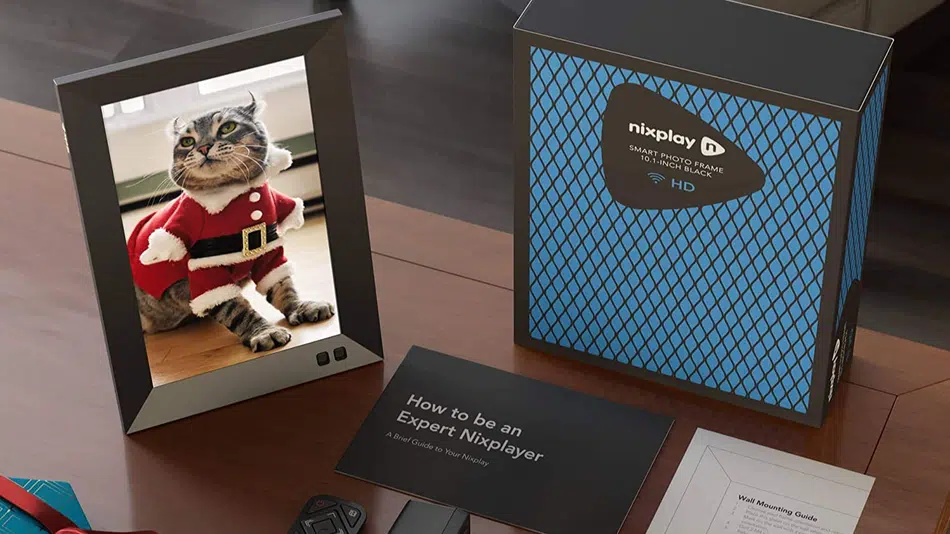 nixplay n
SMART PHOTO FRAME
10.1-INCH BLACK
HD
How to be an
Expert Nixplayer
A Brief Guide to Your Nixplay
Wall Mounting Guide